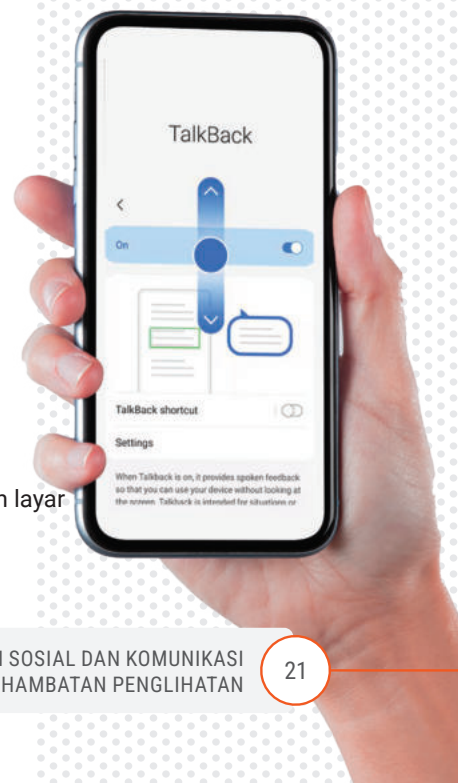 TalkBack
On
TalkBack shortcut
Settings
When Talkback is on, it provides spoken feedback
so that you can use your device without looking at
the screen. Talkback is intended for situations or
layar
SOSIAL DAN KOMUNIKASI
HAMBATAN PENGLIHATAN
21